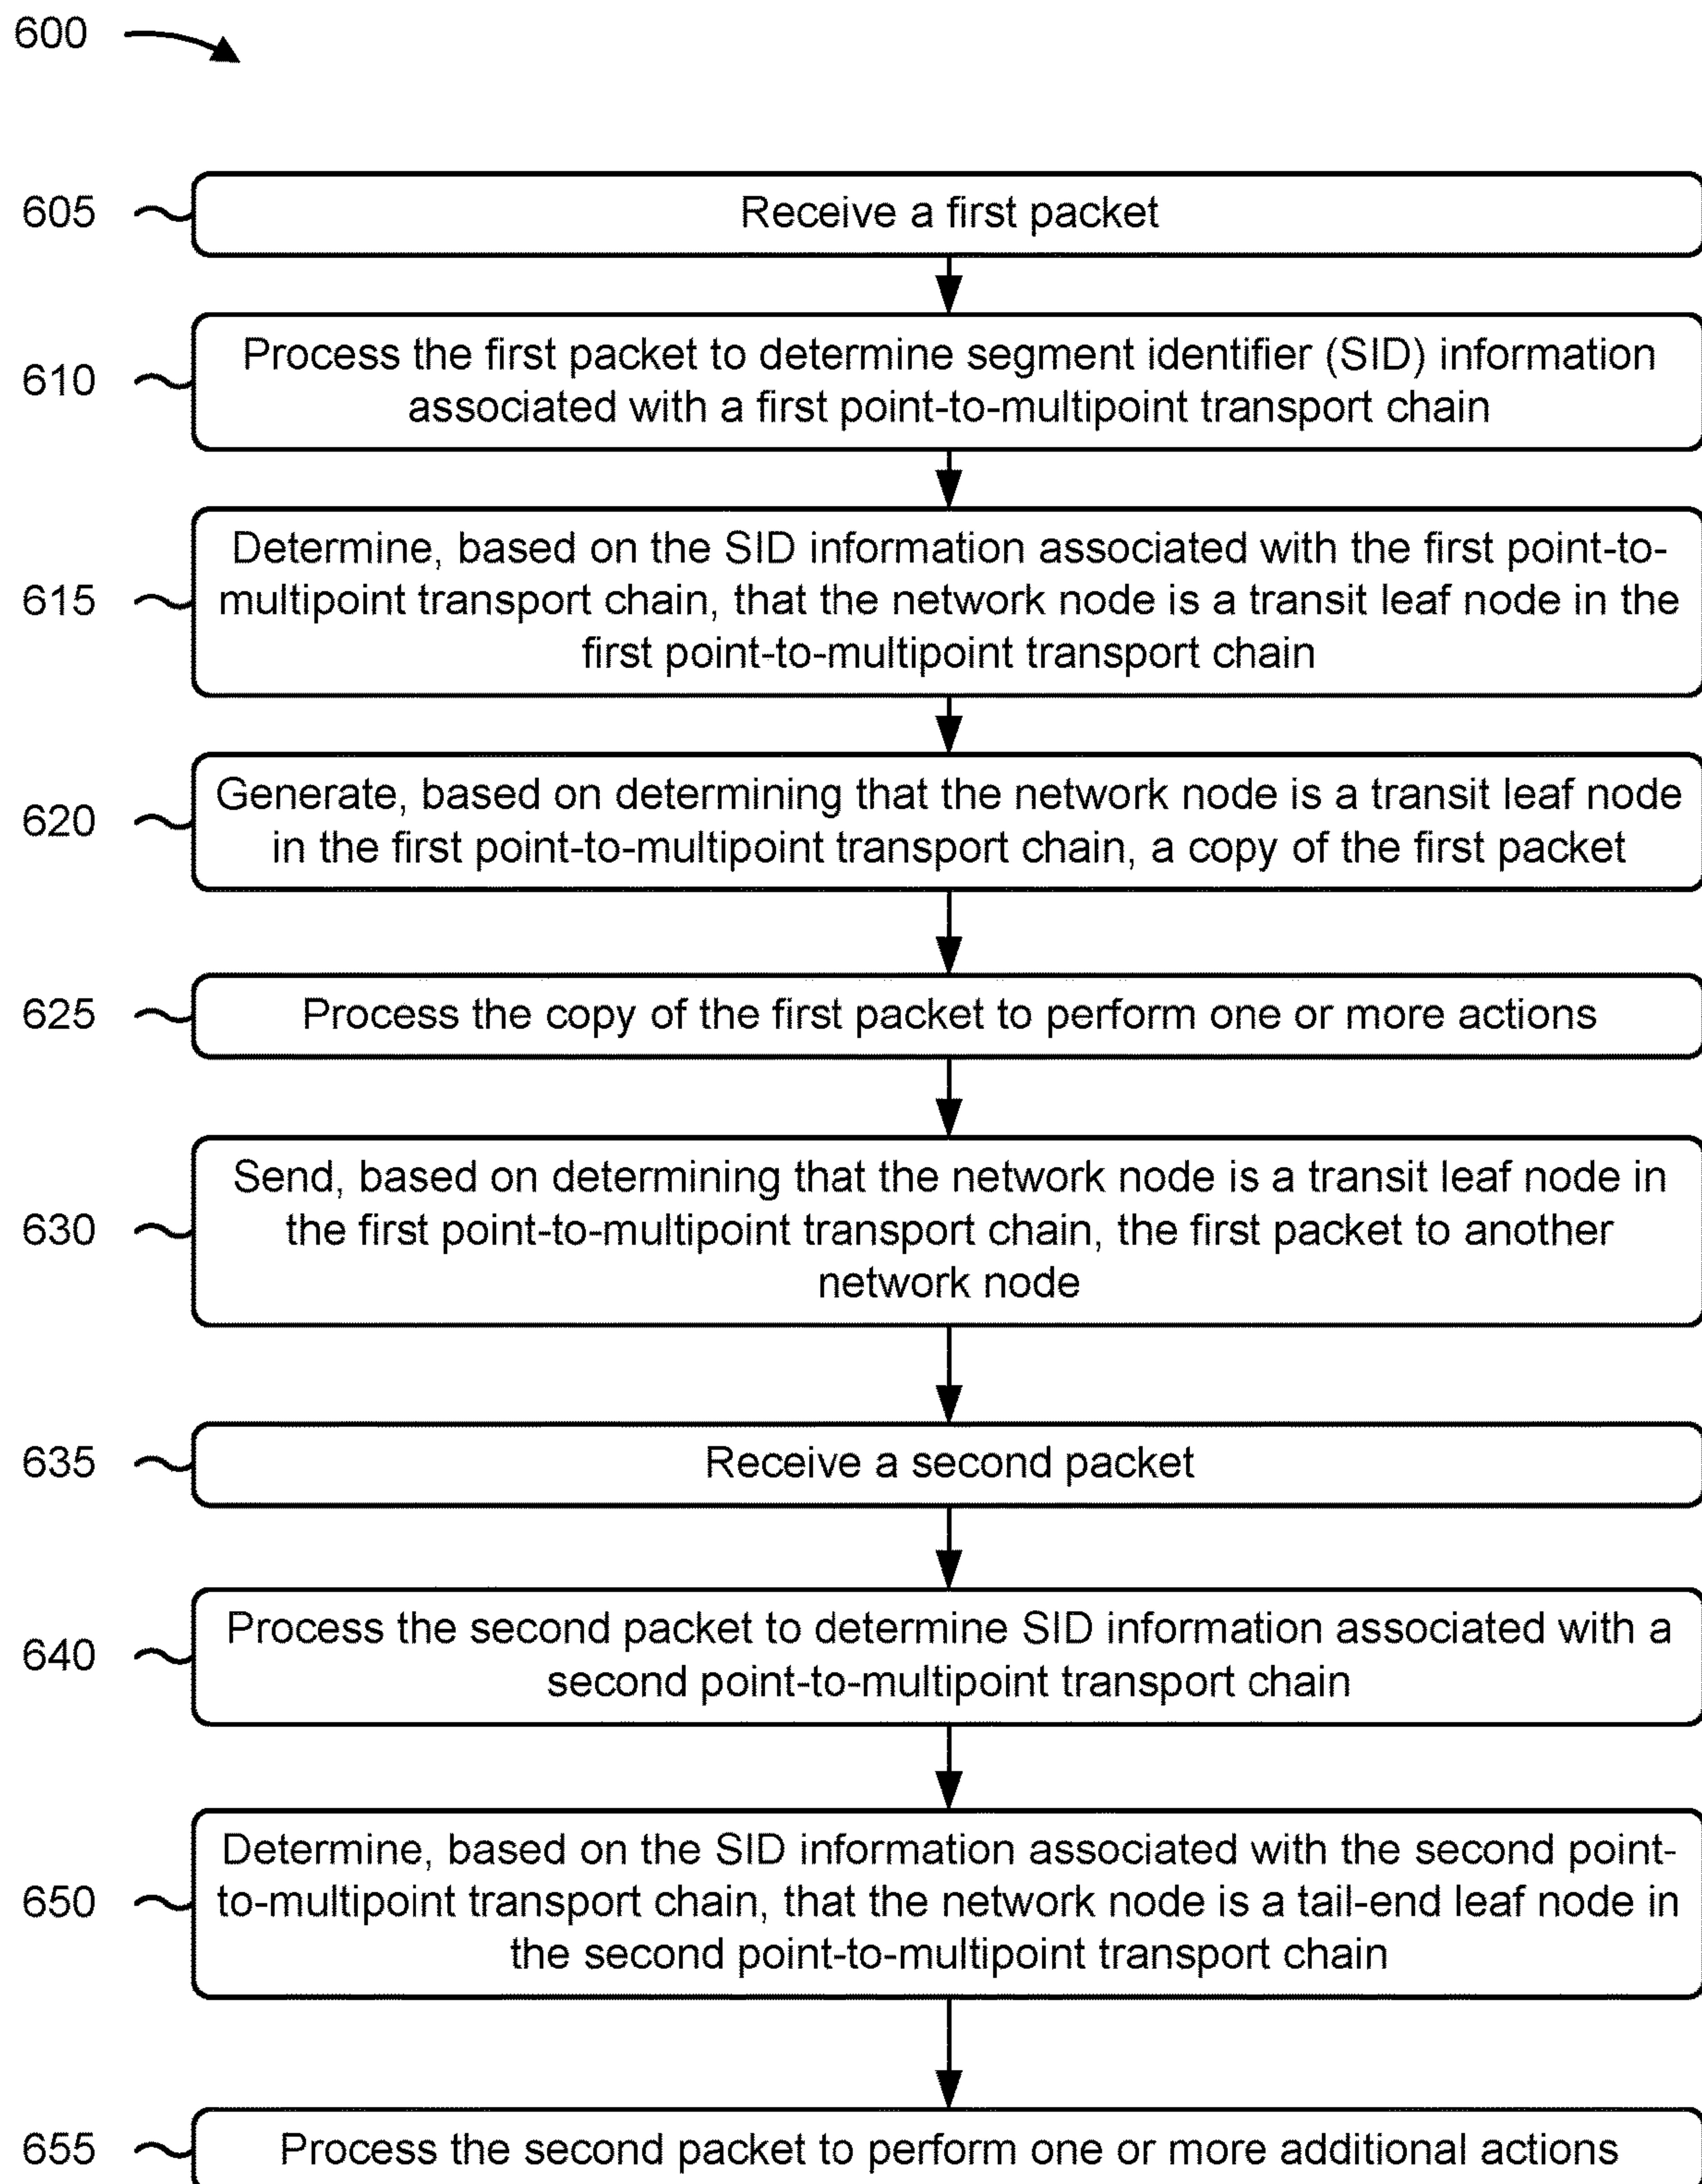 600
605
Receive a first packet
610
Process the first packet to determine segment identifier (SID) information
associated with a first point-to-multipoint transport chain
615
Determine, based on the SID information associated with the first point-to-
multipoint transport chain, that the network node is a transit leaf node in the
first point-to-multipoint transport chain
620
Generate, based on determining that the network node is a transit leaf node
in the first point-to-multipoint transport chain, a copy of the first packet
625
Process the copy of the first packet to perform one or more actions
630
Send, based on determining that the network node is a transit leaf node in
the first point-to-multipoint transport chain, the first packet to another
network node
635
Receive a second packet
640
Process the second packet to determine SID information associated with a
second point-to-multipoint transport chain
650
Determine, based on the SID information associated with the second point-
to-multipoint transport chain, that the network node is a tail-end leaf node in
the second point-to-multipoint transport chain
655
Process the second packet to perform one or more additional actions